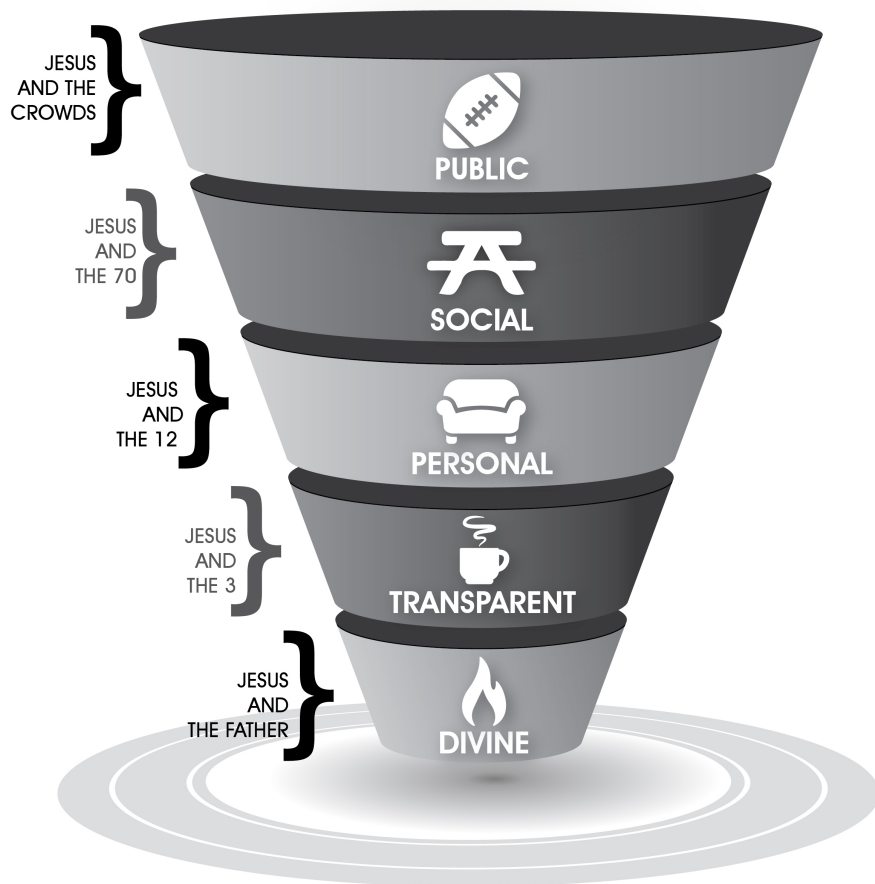 JESUS
AND THE
CROWDS
PUBLIC
JESUS
AND
THE 70
SOCIAL
JESUS
AND
THE 12
PERSONAL
JESUS
AND
THE 3
TRANSPARENT
JESUS
AND
THE FATHER
DIVINE